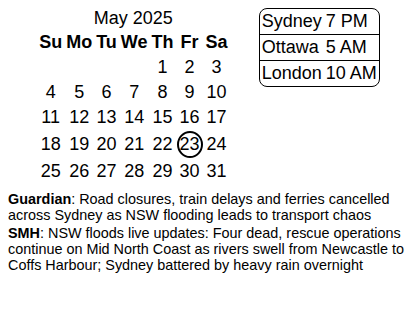 May 2025
Su Mo Tu We Th Fr Sa
1 2 3
4 5 6 7 8 9 10
11 12 13 14 15 16 17
18 19 20 21 22 23 24
25 26 27 28 29 30 31
Sydney 7 PM
Ottawa 5 AM
London 10 AM
Guardian: Road closures, train delays and ferries cancelled
across Sydney as NSW flooding leads to transport chaos
SMH: NSW floods live updates: Four dead, rescue operations
continue on Mid North Coast as rivers swell from Newcastle to
Coffs Harbour; Sydney battered by heavy rain overnight